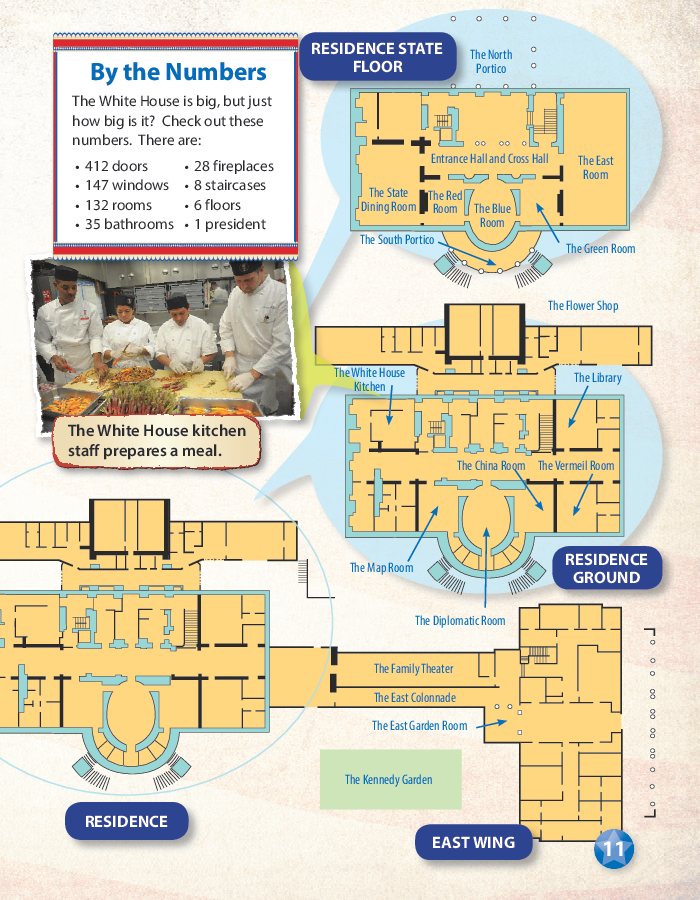 By the Numbers
The White House is big, but just
how big is it? Check out these
numbers. There are:
• 412 doors
• 147 windows
• 132 rooms
• 35 bathrooms
• 28 fireplaces
• 8 staircases
• 6 floors
• 1 president
The White House kitchen
staff prepares a meal.
RESIDENCE STATE
FLOOR
The North
Portico
Entrance Hall and Cross Hall
The East
Room
The State
Dining Room
The Red
Room
The Blue
Room
The South Portico
The Green Room
The Flower Shop
The White House
Kitchen
The Library
The China Room
The Vermeil Room
The Map Room
The Diplomatic Room
RESIDENCE
GROUND
The Family Theater
The East Colonnade
The East Garden Room
The Kennedy Garden
RESIDENCE
EAST WING
11